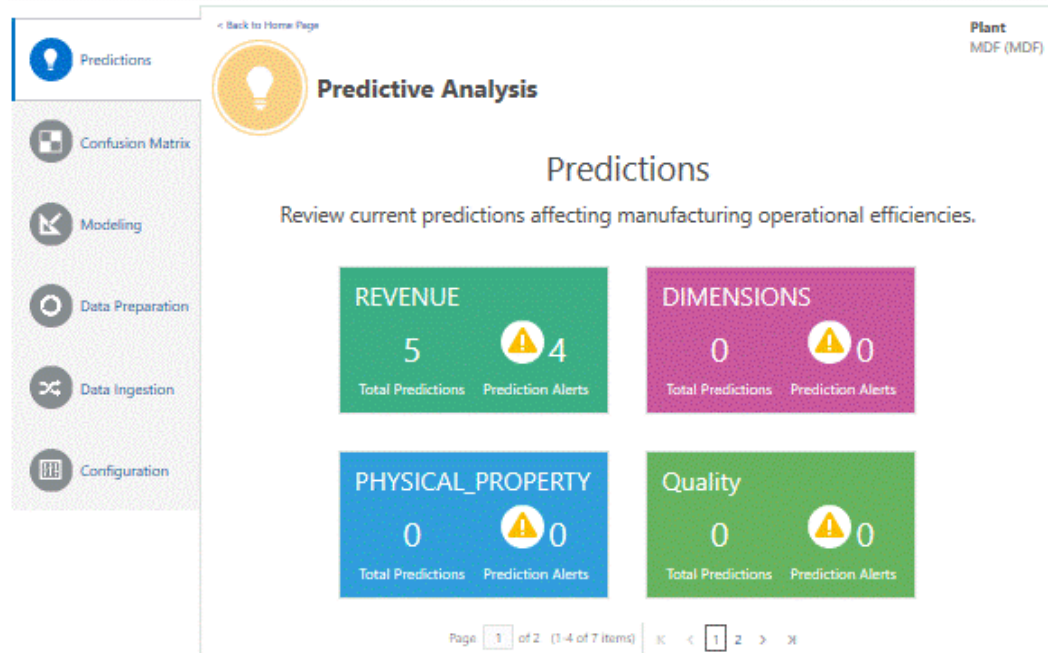 Predictions
Confusion Matrix
Modeling
Data Preparation
Data Ingestion
Configuration
< Back to Home Page
Plant
MDF (MDF)
Predictive Analysis
Predictions
Review current predictions affecting manufacturing operational efficiencies.
REVENUE
5 4
Total Predictions Prediction Alerts
DIMENSIONS
0 0
Total Predictions Prediction Alerts
PHYSICAL_PROPERTY
0 0
Total Predictions Prediction Alerts
Quality
0 0
Total Predictions Prediction Alerts
Page 1 of 2 (1-4 of 7 items) 1 2